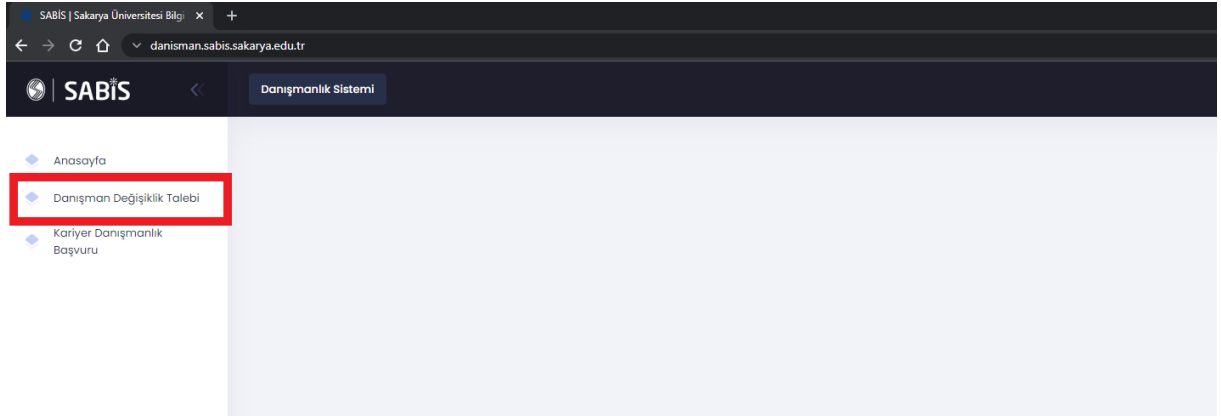 SABİS | Sakarya Üniversitesi Bilgi
danisman.sabis.sakarya.edu.tr
SABİS
Danışmanlık Sistemi
Anasayfa
Danışman Değişiklik Talebi
Kariyer Danışmanlık
Başvuru